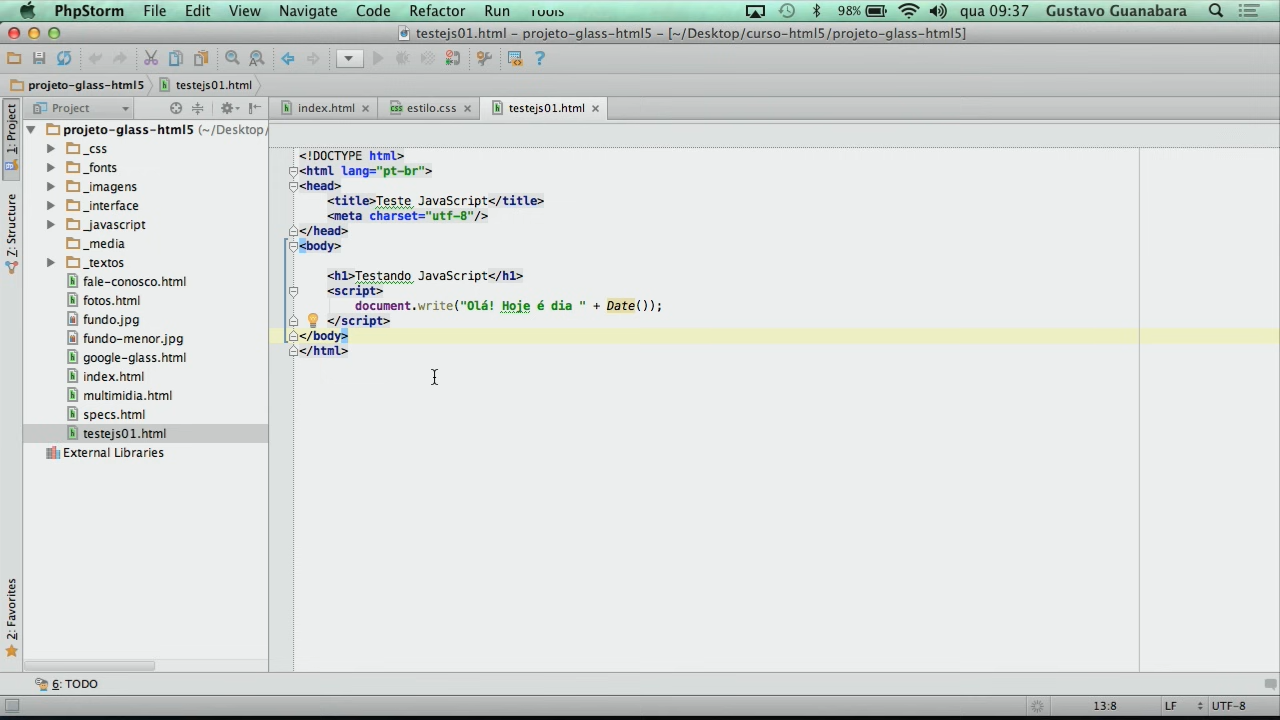 PhpStorm File Edit View Navigate Code Refactor Run Tools 98% qua 09:37 Gustavo Guanabara
testejs01.html – projeto-glass-html5 – [~/Desktop/curso-html5/projeto-glass-html5]
projeto-glass-html5 testejs01.html
1: Project
Z: Structure
2: Favorites
Project
projeto-glass-html5 (~/Desktop/
_css
_fonts
_imagens
_interface
_javascript
_media
_textos
fale-conosco.html
fotos.html
fundo.jpg
fundo-menor.jpg
google-glass.html
index.html
multimidia.html
specs.html
testejs01.html
External Libraries
index.html estilo.css testejs01.html
<!DOCTYPE html>
<html lang="pt-br">
<head>
<title>Teste JavaScript</title>
<meta charset="utf-8"/>
</head>
<body>
<h1>Testando JavaScript</h1>
<script>
document.write("Olá! Hoje é dia " + Date());
</script>
</body>
</html>
6: TODO
13:8 LF UTF-8